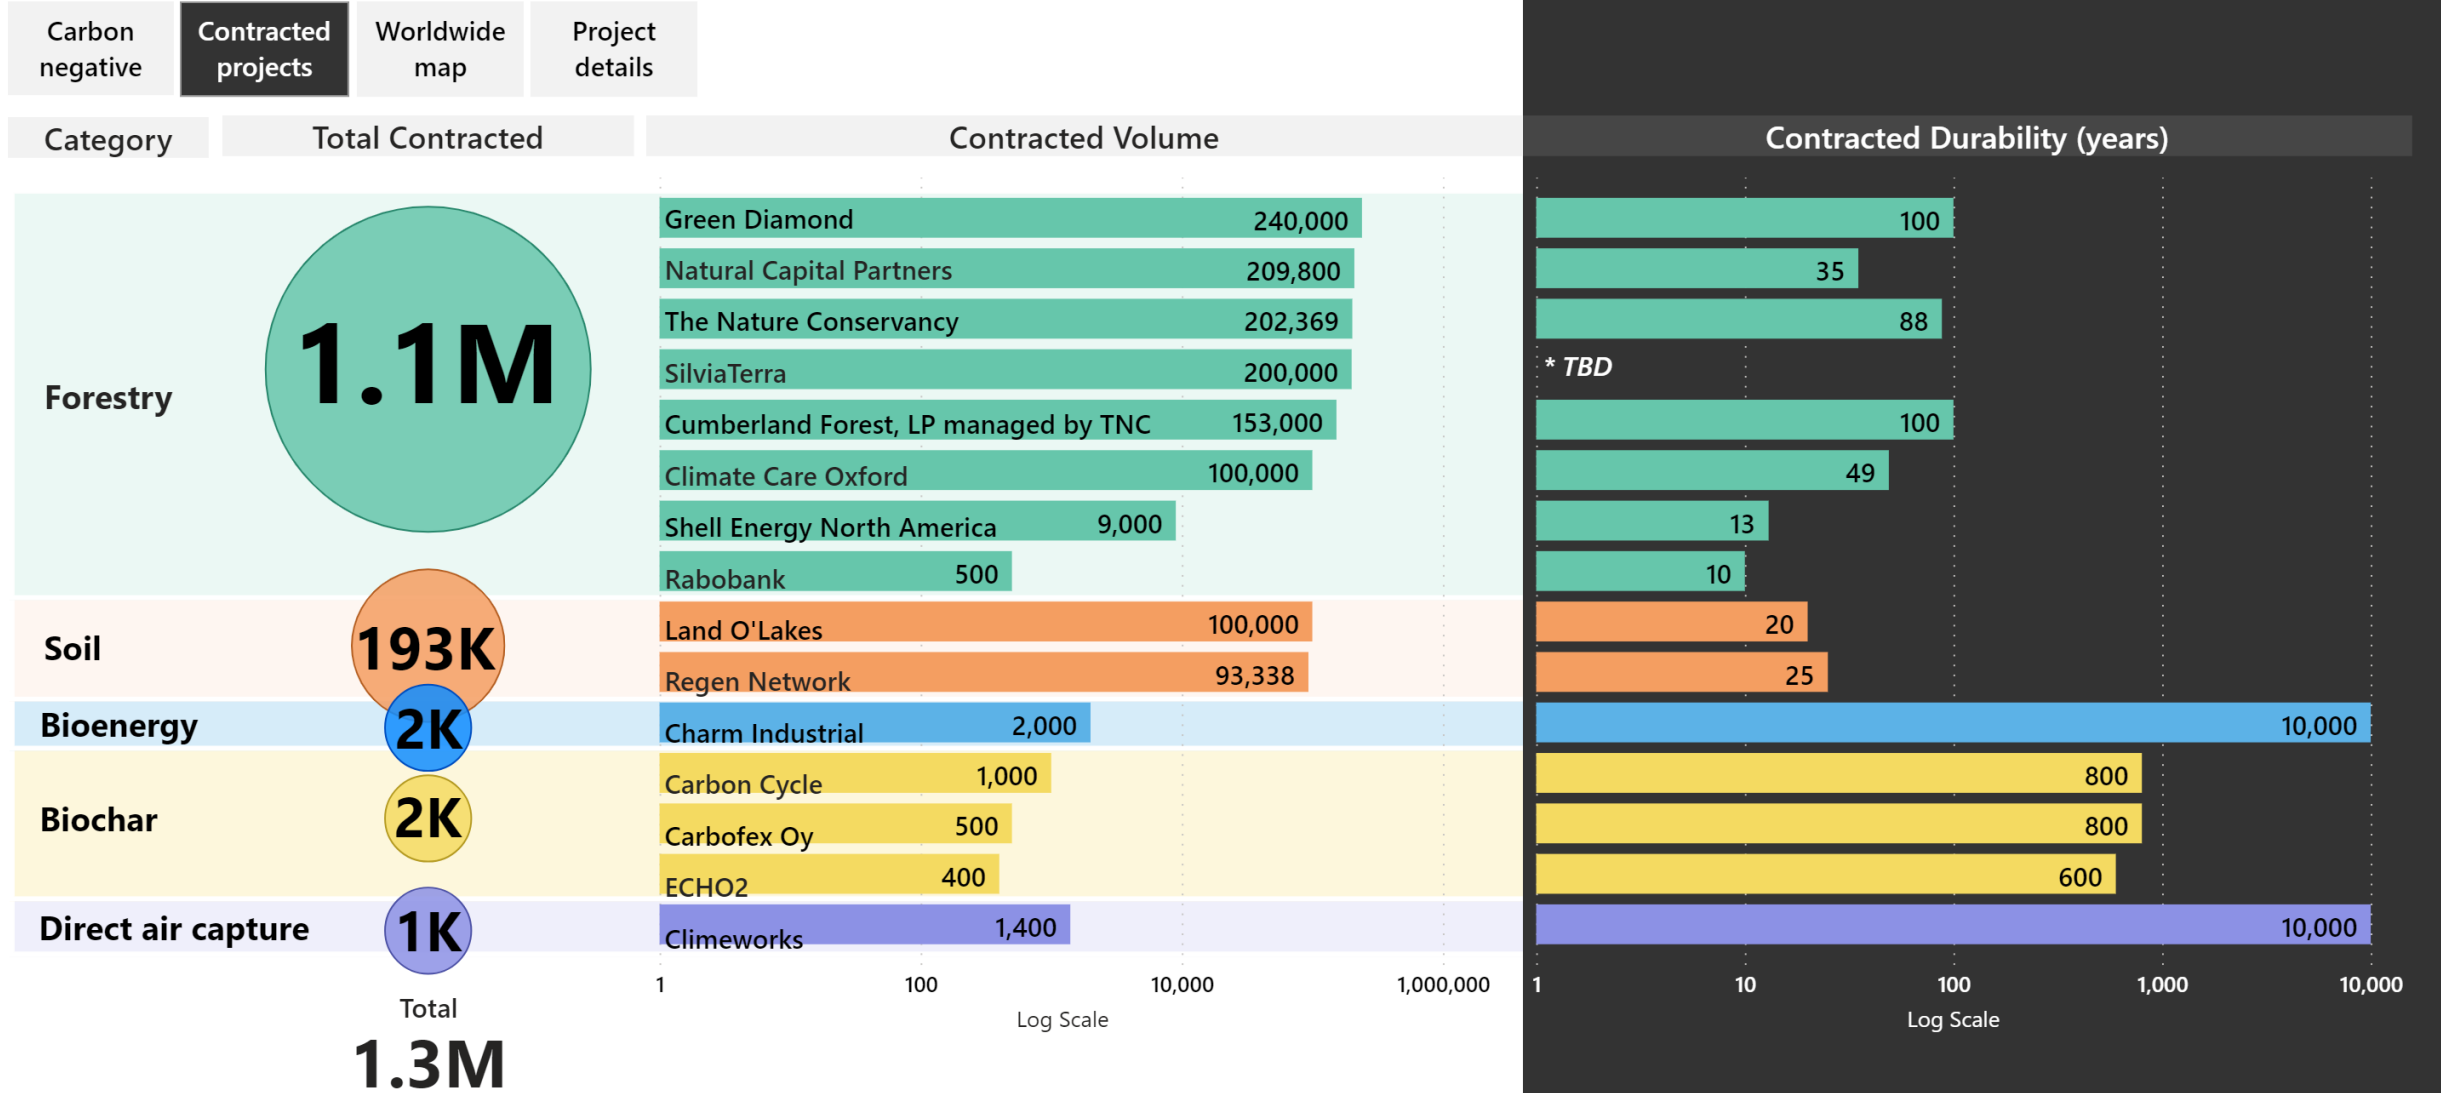 Carbon
negative
Contracted
projects
Worldwide
map
Project
details
Category
Total Contracted
Contracted Volume
Contracted Durability (years)
Forestry
1.1M
Green Diamond 240,000 100
Natural Capital Partners 209,800 35
The Nature Conservancy 202,369 88
SilviaTerra 200,000 * TBD
Cumberland Forest, LP managed by TNC 153,000 100
Climate Care Oxford 100,000 49
Shell Energy North America 9,000 13
Rabobank 500 10
Soil
193K
Land O'Lakes 100,000 20
Regen Network 93,338 25
Bioenergy 2K Charm Industrial 2,000 10,000
Biochar
2K
Carbon Cycle 1,000 800
Carbofex Oy 500 800
ECHO2 400 600
Direct air capture 1K Climeworks 1,400 10,000
1 100 10,000 1,000,000 1 10 100 1,000 10,000
Log Scale
Log Scale
Total
1.3M